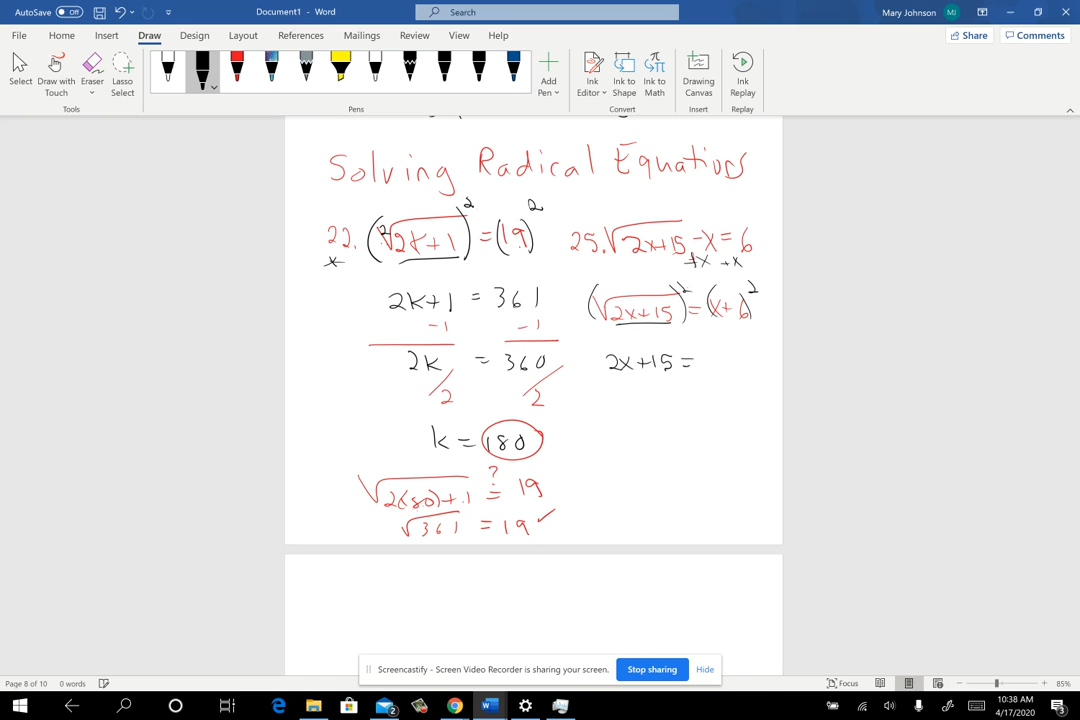 AutoSave Off Document1 - Word Search Mary Johnson MJ
File Home Insert Draw Design Layout References Mailings Review View Help Share Comments
Select Draw with Touch Eraser Lasso Select Add Pen Ink Editor Ink to Shape Ink to Math Drawing Canvas Ink Replay
Tools Pens Convert Insert Replay
Solving Radical Equations
22. (²√2K+1)² = (19)²
*
2K+1 = 361
-1 -1
2K = 360
/2 /2
k = 180
√2(180)+1 ?= 19
√361 = 19 ✓
25. √2x+15 -x = 6
+x +x
(√2x+15)² = (x+6)²
2x+15 =
Screencastify - Screen Video Recorder is sharing your screen. Stop sharing Hide
Page 8 of 10 0 words Focus 85%
2 10:38 AM
4/17/2020 3